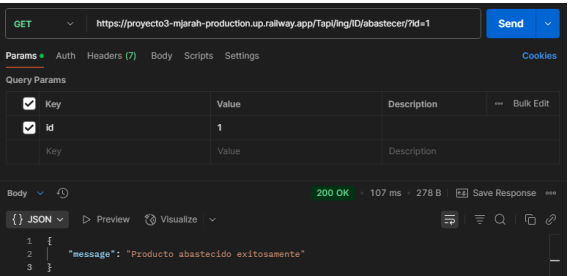 GET https://proyecto3-mjarah-production.up.railway.app/Tapi/ing/ID/abastecer/?id=1 Send
Params Auth Headers (7) Body Scripts Settings Cookies
Query Params
Key Value Description Bulk Edit
id 1
Key Value Description
Body 200 OK 107 ms 278 B Save Response
{} JSON Preview Visualize
1 {
2 "message": "Producto abastecido exitosamente"
3 }